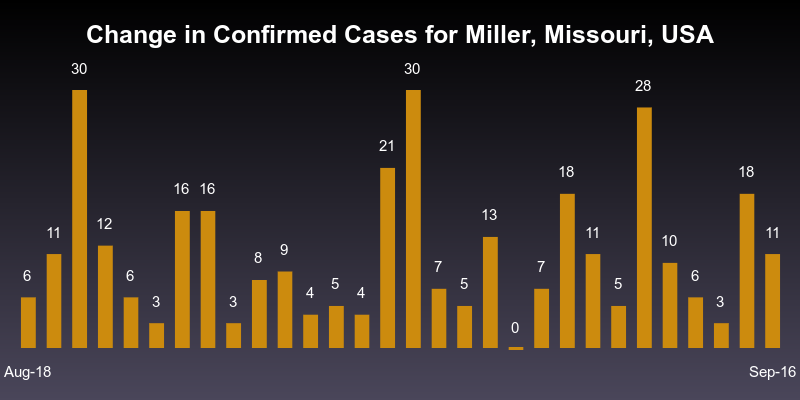 Change in Confirmed Cases for Miller, Missouri, USA
6 11 30 12 6 3 16 16 3 8 9 4 5 4 21 30 7 5 13 0 7 18 11 5 28 10 6 3 18 11
Aug-18 Sep-16